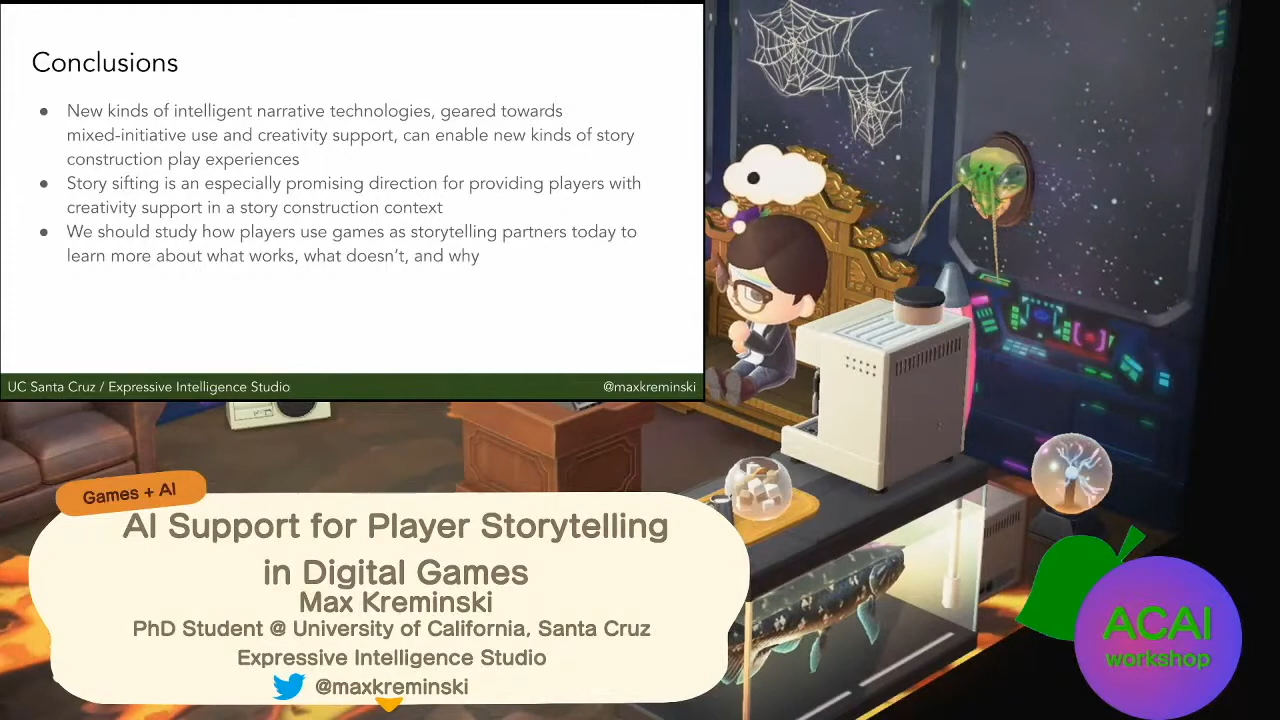 Conclusions
● New kinds of intelligent narrative technologies, geared towards
mixed-initiative use and creativity support, can enable new kinds of story
construction play experiences
● Story sifting is an especially promising direction for providing players with
creativity support in a story construction context
● We should study how players use games as storytelling partners today to
learn more about what works, what doesn't, and why
UC Santa Cruz / Expressive Intelligence Studio
@maxkreminski
Games + AI
AI Support for Player Storytelling
in Digital Games
Max Kreminski
PhD Student @ University of California, Santa Cruz
Expressive Intelligence Studio
@maxkreminski
ACAI
workshop